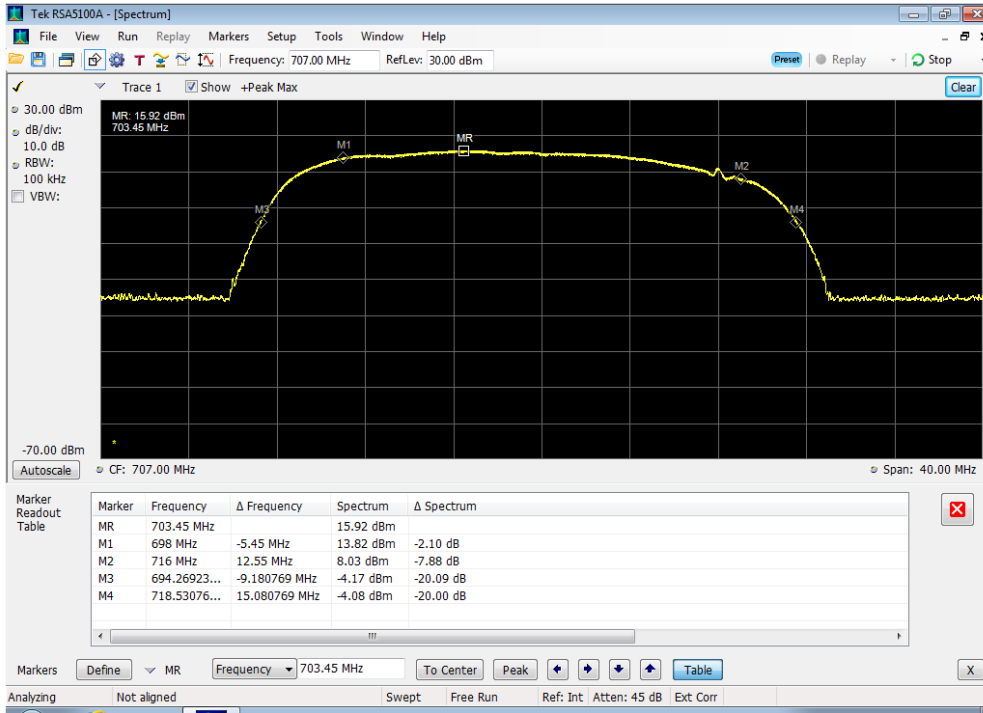 Tek RSA5100A - [Spectrum]
File View Run Replay Markers Setup Tools Window Help
T Frequency: 707.00 MHz RefLev: 30.00 dBm Preset Replay Stop
Trace 1 Show +Peak Max Clear
30.00 dBm
dB/div:
10.0 dB
RBW:
100 kHz
VBW:
MR: 15.92 dBm
703.45 MHz
M1
MR
M2
M3
M4
-70.00 dBm
*
Autoscale CF: 707.00 MHz Span: 40.00 MHz
Marker
Readout
Table
Marker Frequency Δ Frequency Spectrum Δ Spectrum
MR 703.45 MHz 15.92 dBm
M1 698 MHz -5.45 MHz 13.82 dBm -2.10 dB
M2 716 MHz 12.55 MHz 8.03 dBm -7.88 dB
M3 694.26923... -9.180769 MHz -4.17 dBm -20.09 dB
M4 718.53076... 15.080769 MHz -4.08 dBm -20.00 dB
Markers Define MR Frequency 703.45 MHz To Center Peak Table X
Analyzing Not aligned Swept Free Run Ref: Int Atten: 45 dB Ext Corr